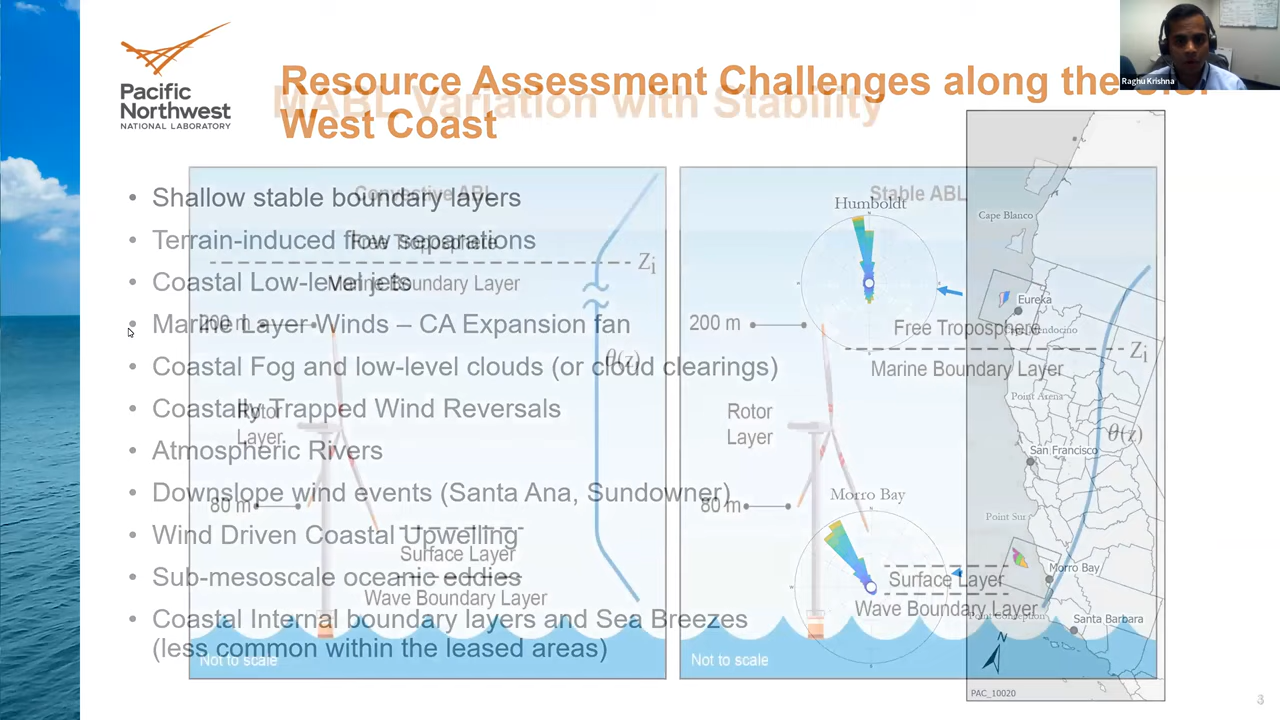 Pacific
Northwest
NATIONAL LABORATORY
Resource Assessment Challenges along the
West Coast
MABL Variation with Stability
Raghu Krishna
• Shallow stable boundary layers
• Terrain-induced flow separations
• Coastal Low-level jets
• Marine Layer Winds – CA Expansion fan
• Coastal Fog and low-level clouds (or cloud clearings)
• Coastally Trapped Wind Reversals
• Atmospheric Rivers
• Downslope wind events (Santa Ana, Sundowner)
• Wind Driven Coastal Upwelling
• Sub-mesoscale oceanic eddies
• Coastal Internal boundary layers and Sea Breezes
(less common within the leased areas)
Convective ABL
Free Troposphere
Zi
Marine Boundary Layer
200 m
θ(z)
Rotor
Layer
80 m
Surface Layer
Wave Boundary Layer
Not to scale
Stable ABL
200 m
Free Troposphere
Zi
Marine Boundary Layer
Rotor
Layer
θ(z)
80 m
Surface Layer
Wave Boundary Layer
Not to scale
Humboldt
Morro Bay
Cape Blanco
Eureka
Point Arena
San Francisco
Point Sur
Morro Bay
Point Conception
Santa Barbara
N
PAC_10020
3